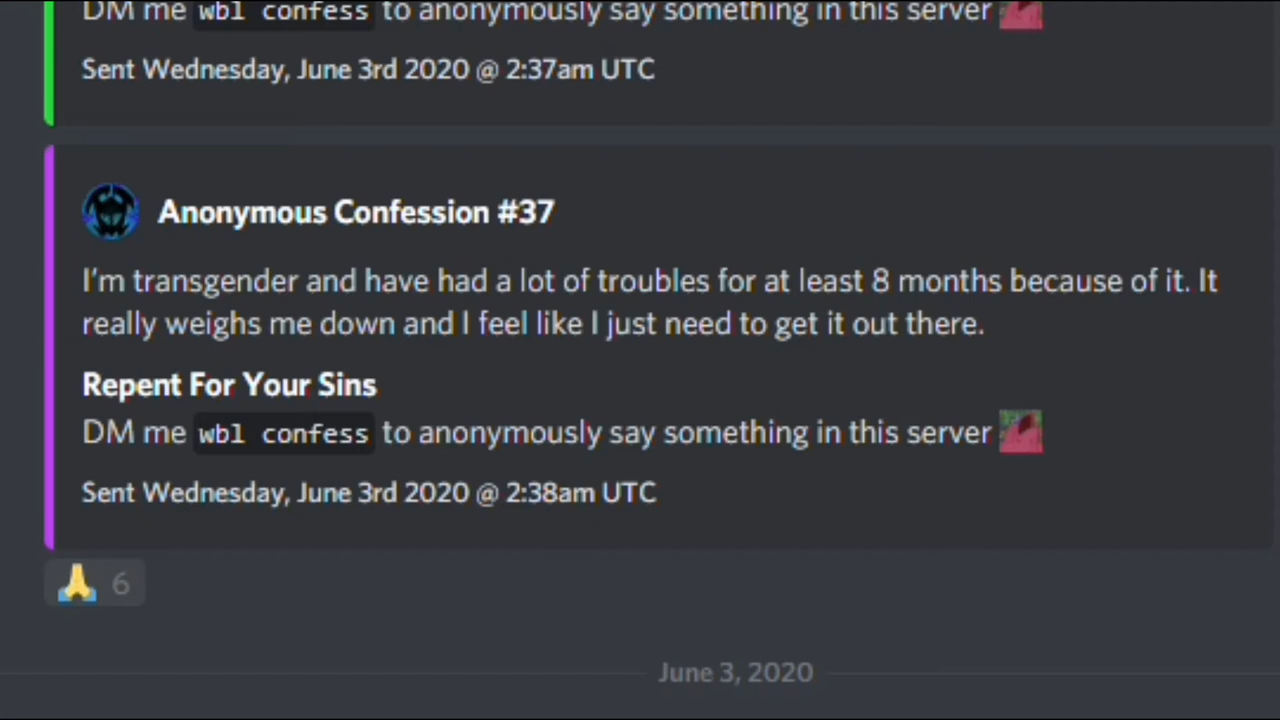 DM me wbl confess to anonymously say something in this server
Sent Wednesday, June 3rd 2020 @ 2:37am UTC
Anonymous Confession #37
I'm transgender and have had a lot of troubles for at least 8 months because of it. It
really weighs me down and I feel like I just need to get it out there.
Repent For Your Sins
DM me wbl confess to anonymously say something in this server
Sent Wednesday, June 3rd 2020 @ 2:38am UTC
6
June 3, 2020